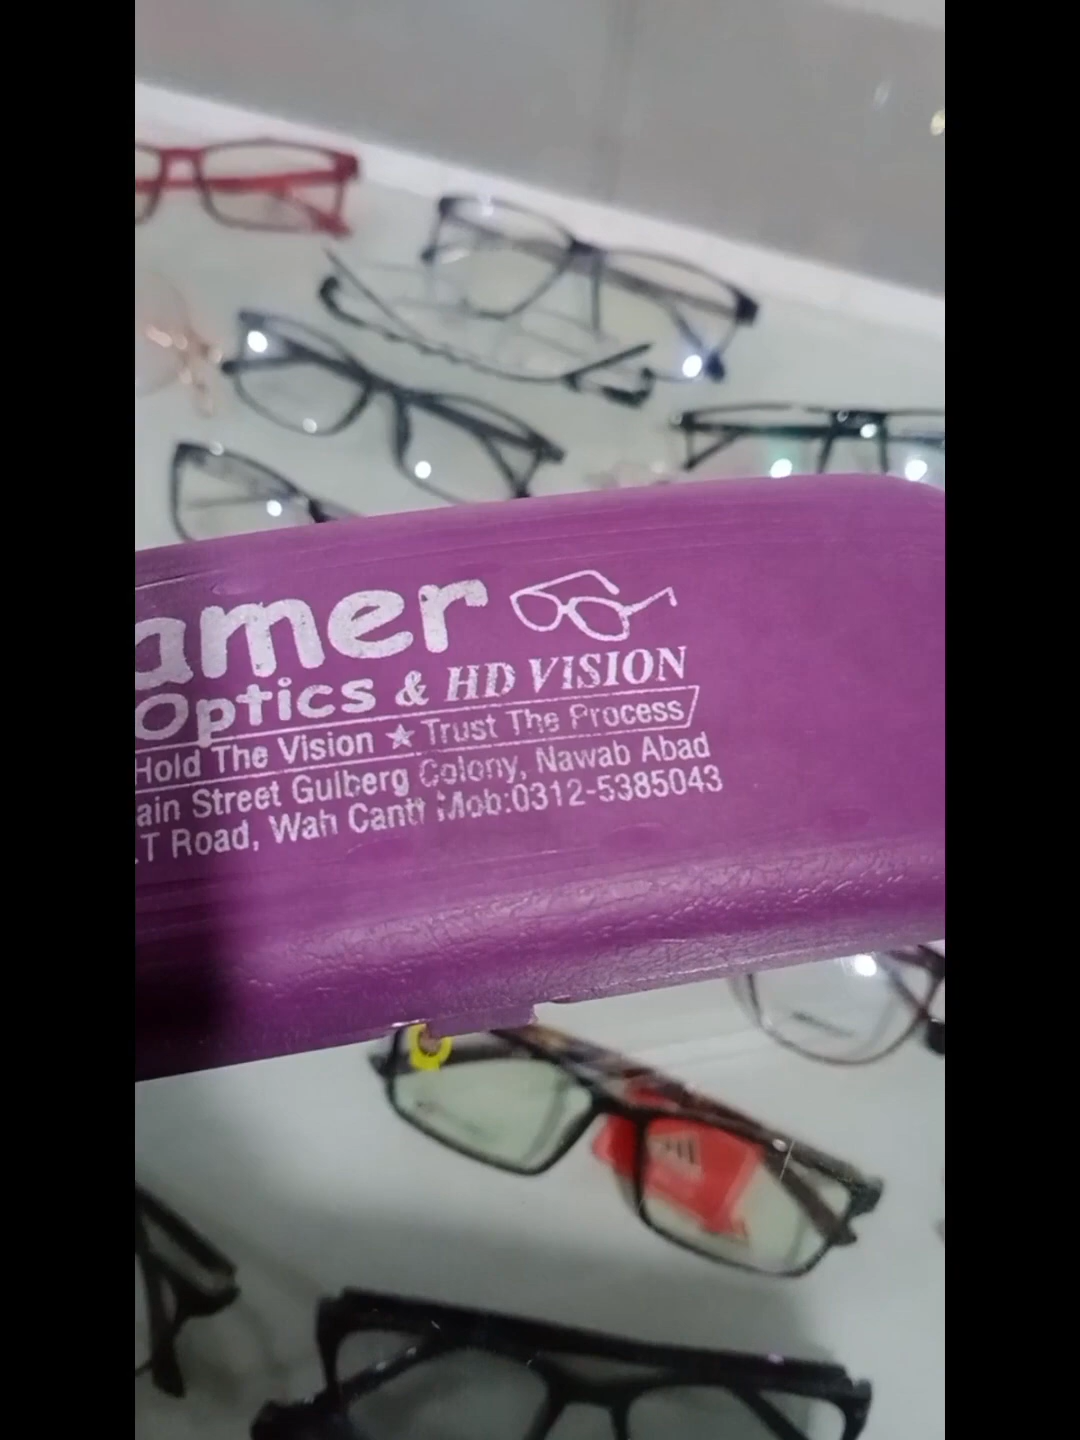 amer
Optics & HD VISION
Hold The Vision ★ Trust The Process
ain Street Gulberg Colony, Nawab Abad
.T Road, Wah Cantt Mob:0312-5385043